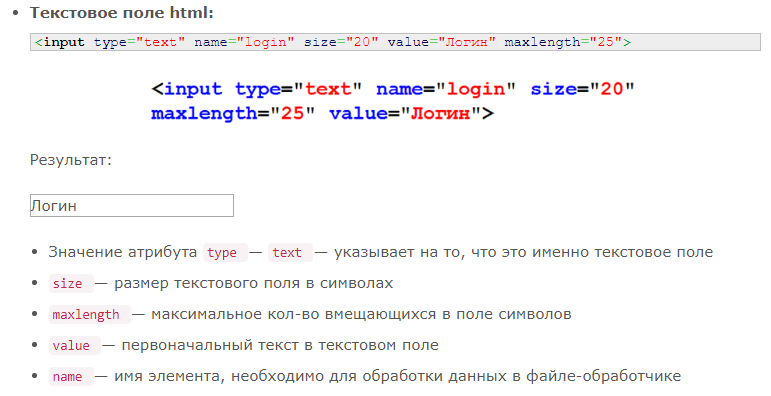 Текстовое поле html:
<input type="text" name="login" size="20" value="Логин" maxlength="25">
<input type="text" name="login" size="20"
maxlength="25" value="Логин">
Результат:
Логин
Значение атрибута type — text — указывает на то, что это именно текстовое поле
size — размер текстового поля в символах
maxlength — максимальное кол-во вмещающихся в поле символов
value — первоначальный текст в текстовом поле
name — имя элемента, необходимо для обработки данных в файле-обработчике